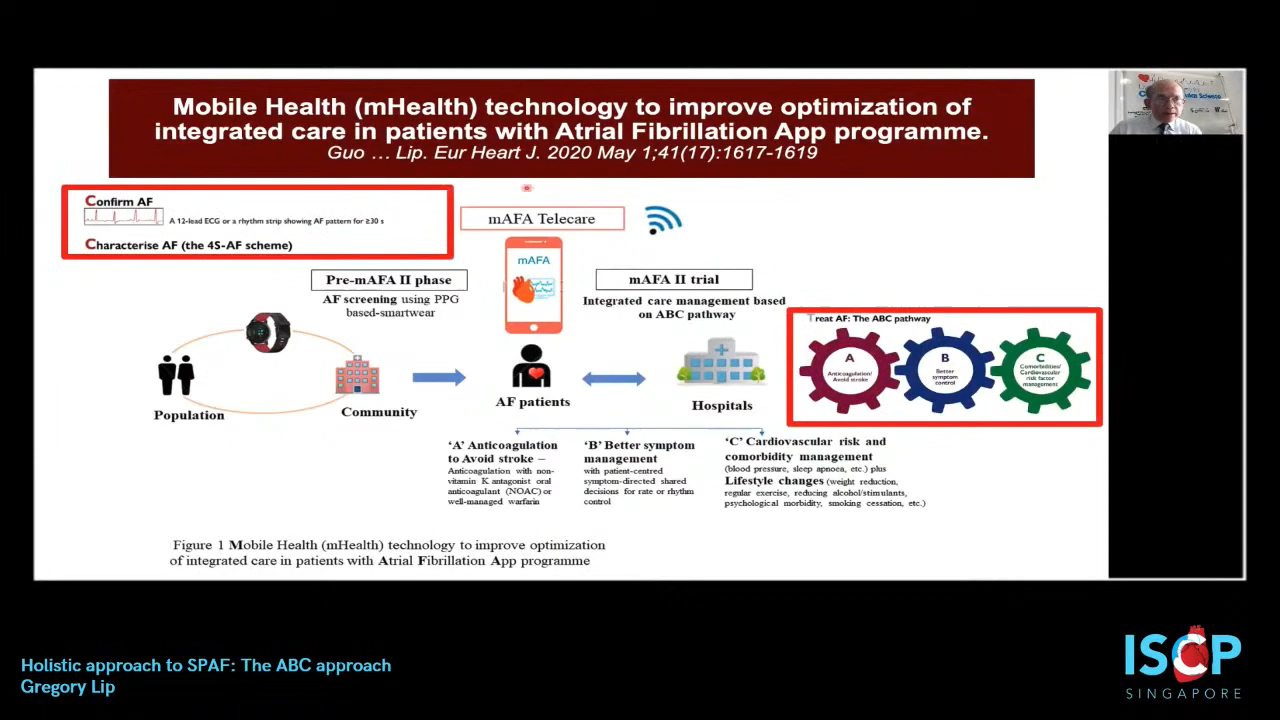 Mobile Health (mHealth) technology to improve optimization of
integrated care in patients with Atrial Fibrillation App programme.
Guo … Lip. Eur Heart J. 2020 May 1;41(17):1617-1619
Confirm AF
A 12-lead ECG or a rhythm strip showing AF pattern for ≥30 s
Characterise AF (the 4S-AF scheme)
mAFA Telecare
mAFA
Pre-mAFA II phase
AF screening using PPG
based-smartwear
mAFA II trial
Integrated care management based
on ABC pathway
Treat AF: The ABC pathway
A
Anticoagulation/
Avoid stroke
B
Better
symptom
control
C
Comorbidities/
Cardiovascular
risk factor
management
Population
Community
AF patients
Hospitals
'A' Anticoagulation
to Avoid stroke –
Anticoagulation with non-
vitamin K antagonist oral
anticoagulant (NOAC) or
well-managed warfarin
'B' Better symptom
management
with patient-centred
symptom-directed shared
decisions for rate or rhythm
control
'C' Cardiovascular risk and
comorbidity management
(blood pressure, sleep apnoea, etc.) plus
Lifestyle changes (weight reduction,
regular exercise, reducing alcohol/stimulants,
psychological morbidity, smoking cessation, etc.)
Figure 1 Mobile Health (mHealth) technology to improve optimization
of integrated care in patients with Atrial Fibrillation App programme
Holistic approach to SPAF: The ABC approach
Gregory Lip
ISCP
SINGAPORE